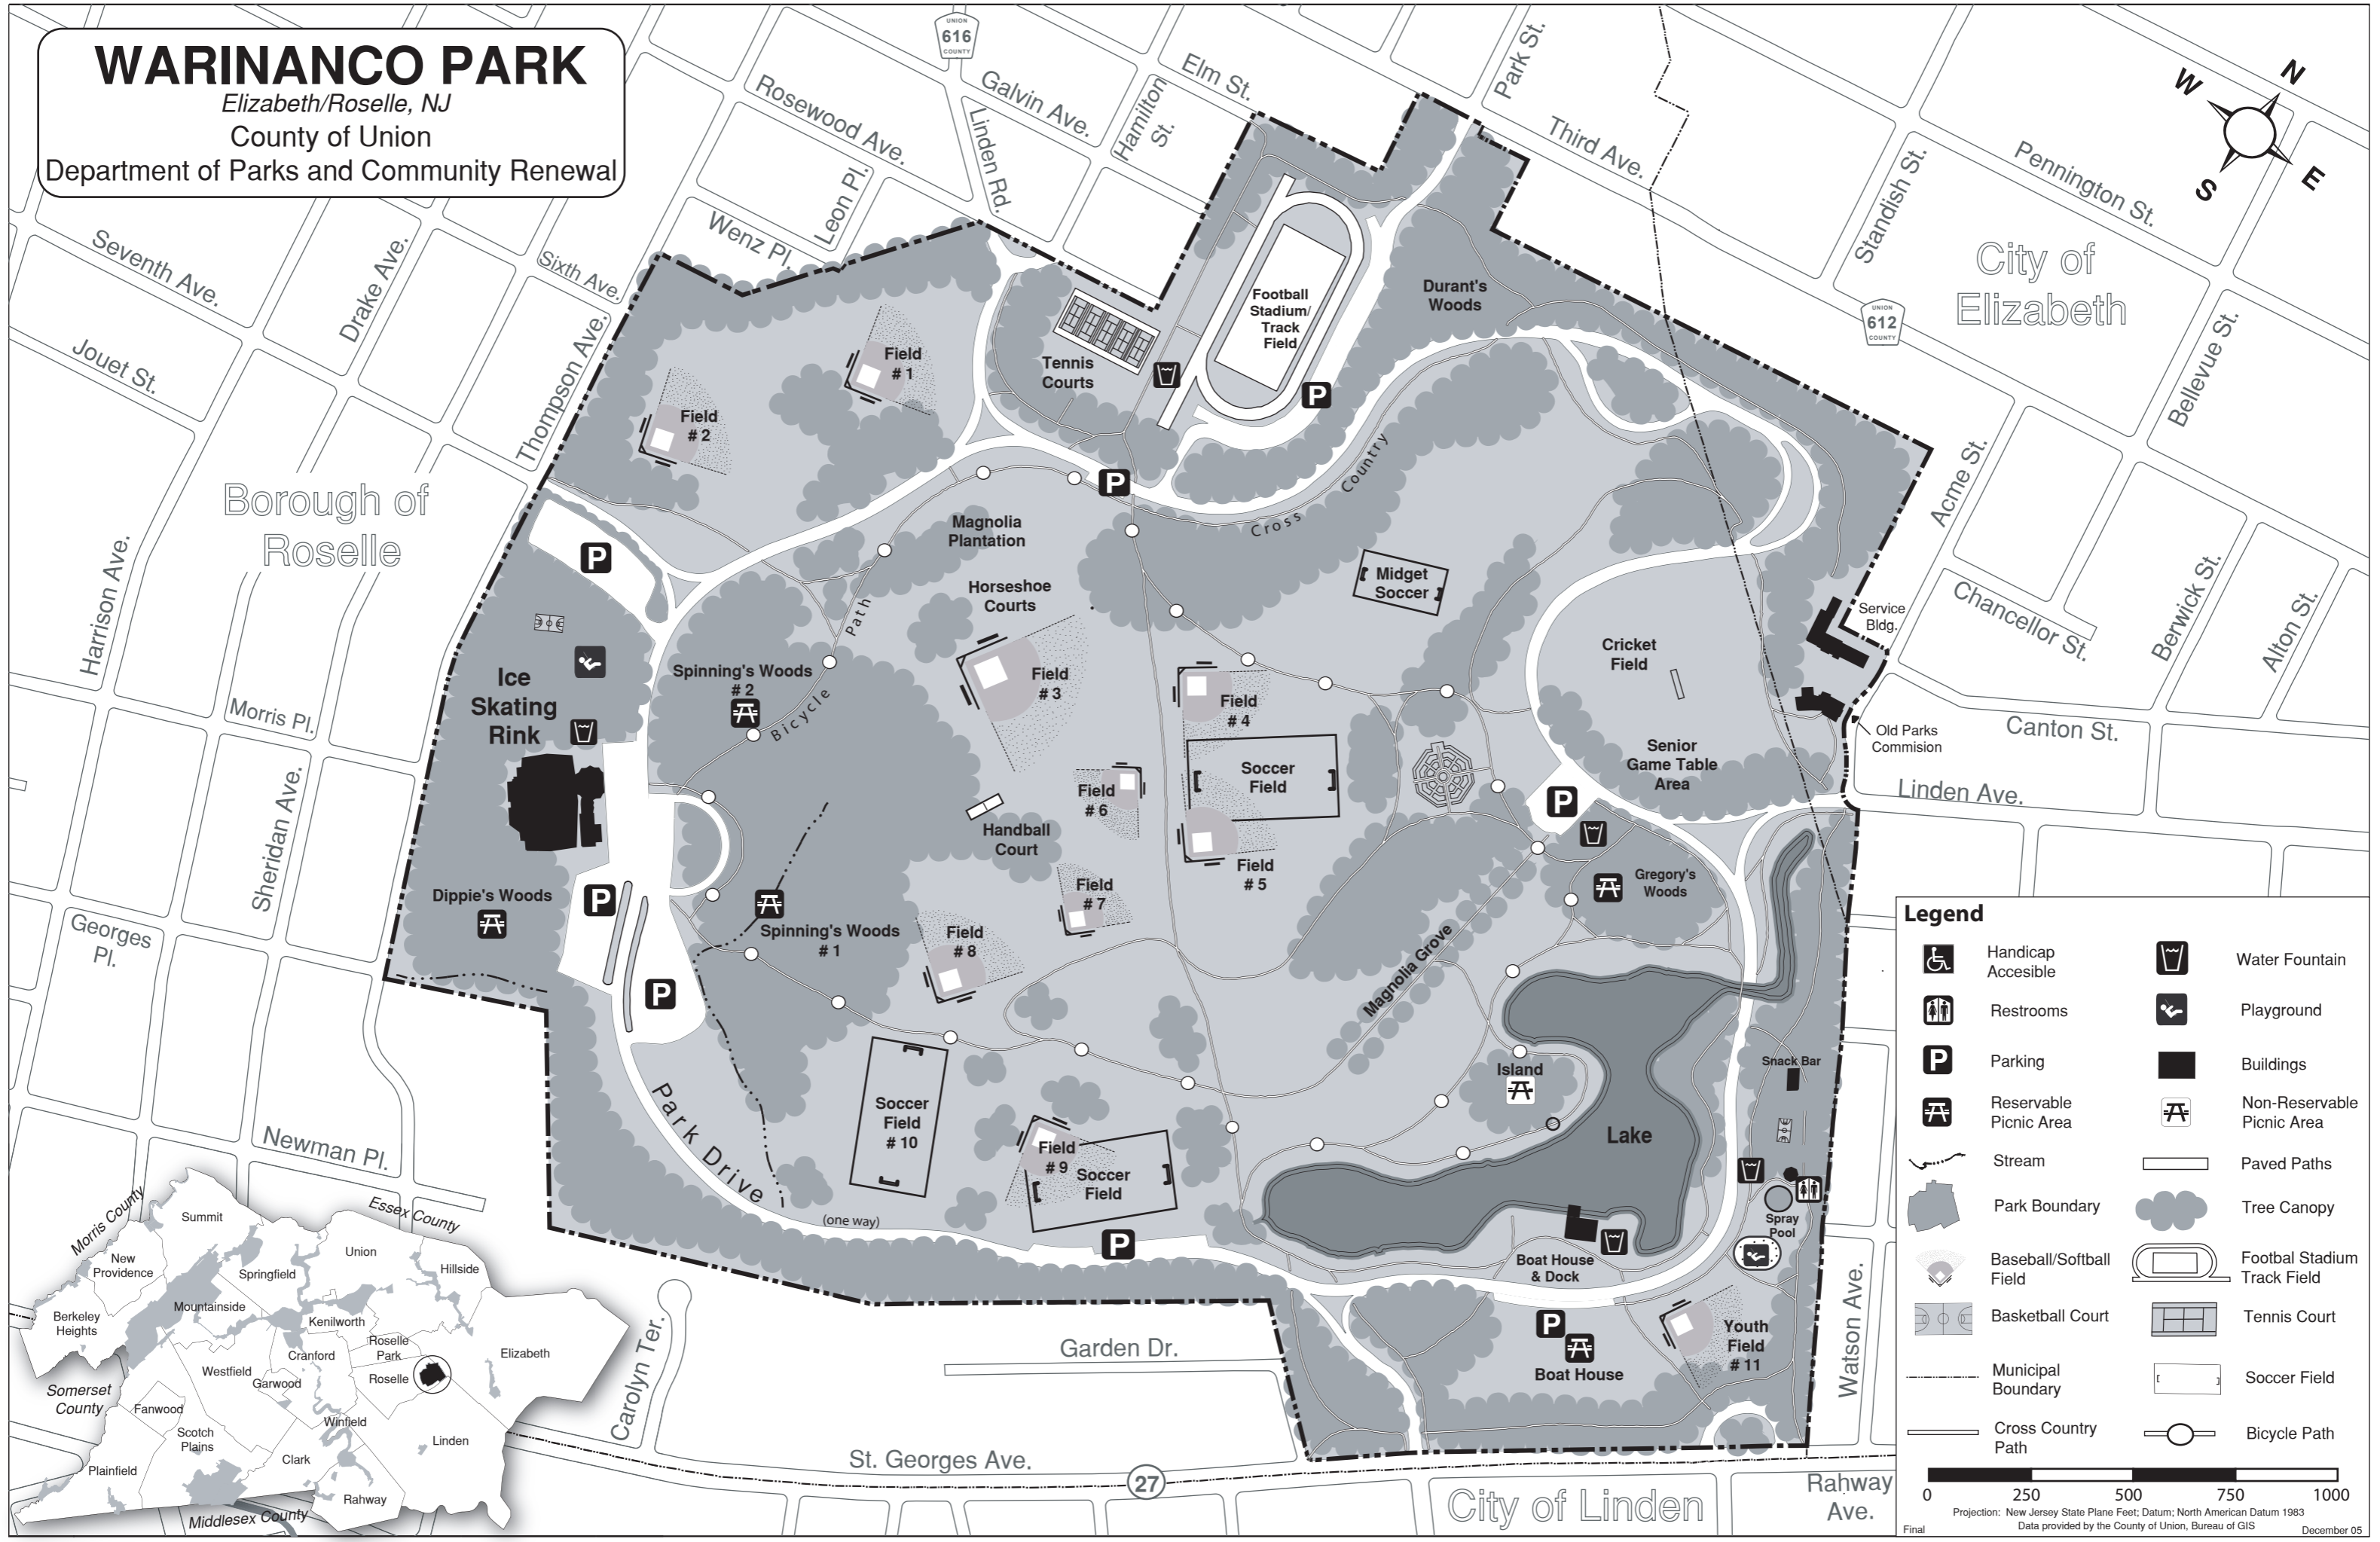 WARINANCO PARK
Elizabeth/Roselle, NJ
County of Union
Department of Parks and Community Renewal
UNION
616
COUNTY
Rosewood Ave.
Galvin Ave.
Linden Rd.
Hamilton
St.
Elm St.
Park St.
Third Ave.
Standish St.
Pennington St.
N
W
E
S
City of
Elizabeth
UNION
612
COUNTY
Bellevue St.
Seventh Ave.
Drake Ave.
Sixth Ave.
Wenz Pl.
Leon Pl.
Jouet St.
Thompson Ave.
Borough of
Roselle
Harrison Ave.
Morris Pl.
Sheridan Ave.
Georges
Pl.
Newman Pl.
Acme St.
Chancellor St.
Berwick St.
Alton St.
Canton St.
Linden Ave.
Watson Ave.
Carolyn Ter.
Garden Dr.
St. Georges Ave.
27
City of Linden
Rahway
Ave.
Football
Stadium/
Track
Field
Durant's
Woods
Tennis
Courts
Field
# 1
Field
# 2
P
P
P
Cross
Country
Magnolia
Plantation
Horseshoe
Courts
Midget
Soccer
Path
Bicycle
Spinning's Woods
# 2
Ice
Skating
Rink
Field
# 3
Field
# 4
Soccer
Field
Field
# 6
Field
# 5
Handball
Court
Field
# 7
Cricket
Field
Senior
Game Table
Area
Service
Bldg.
Old Parks
Commision
P
Gregory's
Woods
Dippie's Woods
P
P
Spinning's Woods
# 1
Field
# 8
Magnolia Grove
Island
Lake
Snack Bar
Park Drive
(one way)
Soccer
Field
# 10
Field
# 9
Soccer
Field
P
Spray
Pool
Boat House
& Dock
P
Boat House
Youth
Field
# 11
Morris County
Essex County
Summit
New
Providence
Berkeley
Heights
Springfield
Union
Hillside
Mountainside
Kenilworth
Roselle
Park
Roselle
Elizabeth
Cranford
Westfield
Garwood
Somerset
County
Fanwood
Scotch
Plains
Winfield
Linden
Clark
Plainfield
Rahway
Middlesex County
Legend
Handicap
Accesible
Water Fountain
Restrooms
Playground
P
Parking
Buildings
Reservable
Picnic Area
Non-Reservable
Picnic Area
Stream
Paved Paths
Park Boundary
Tree Canopy
Baseball/Softball
Field
Footbal Stadium
Track Field
Basketball Court
Tennis Court
Municipal
Boundary
Soccer Field
Cross Country
Path
Bicycle Path
0 250 500 750 1000
Projection: New Jersey State Plane Feet; Datum; North American Datum 1983
Data provided by the County of Union, Bureau of GIS
Final
December 05